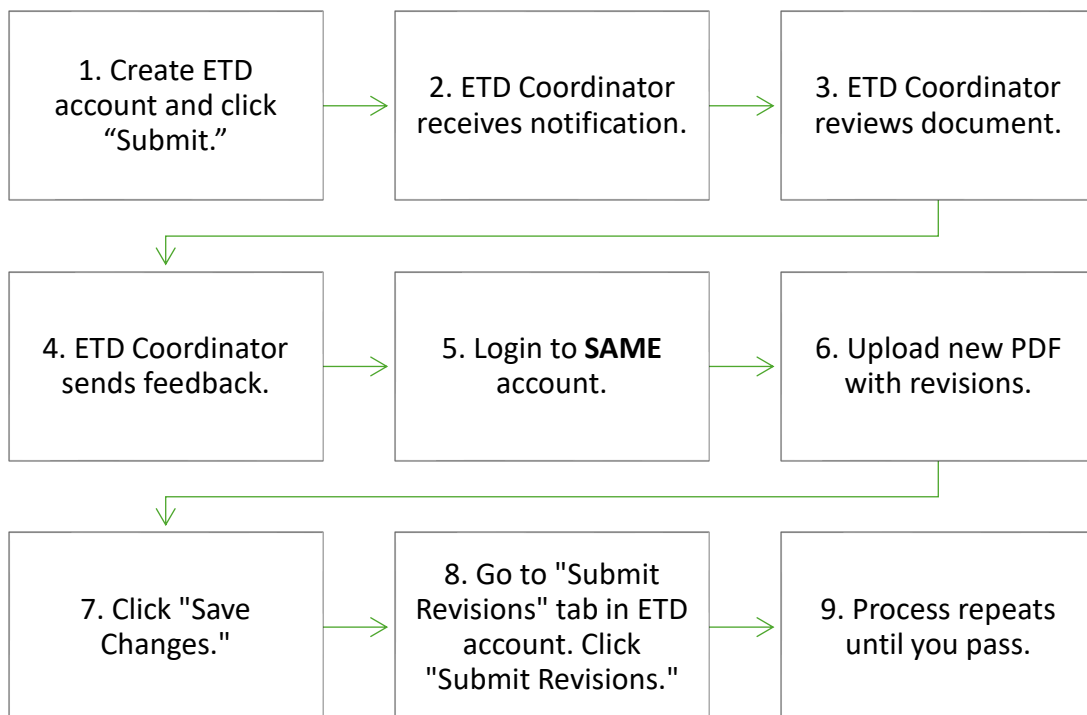 1. Create ETD
account and click
“Submit.”
2. ETD Coordinator
receives notification.
3. ETD Coordinator
reviews document.
4. ETD Coordinator
sends feedback.
5. Login to SAME
account.
6. Upload new PDF
with revisions.
7. Click "Save
Changes."
8. Go to "Submit
Revisions" tab in ETD
account. Click
"Submit Revisions."
9. Process repeats
until you pass.